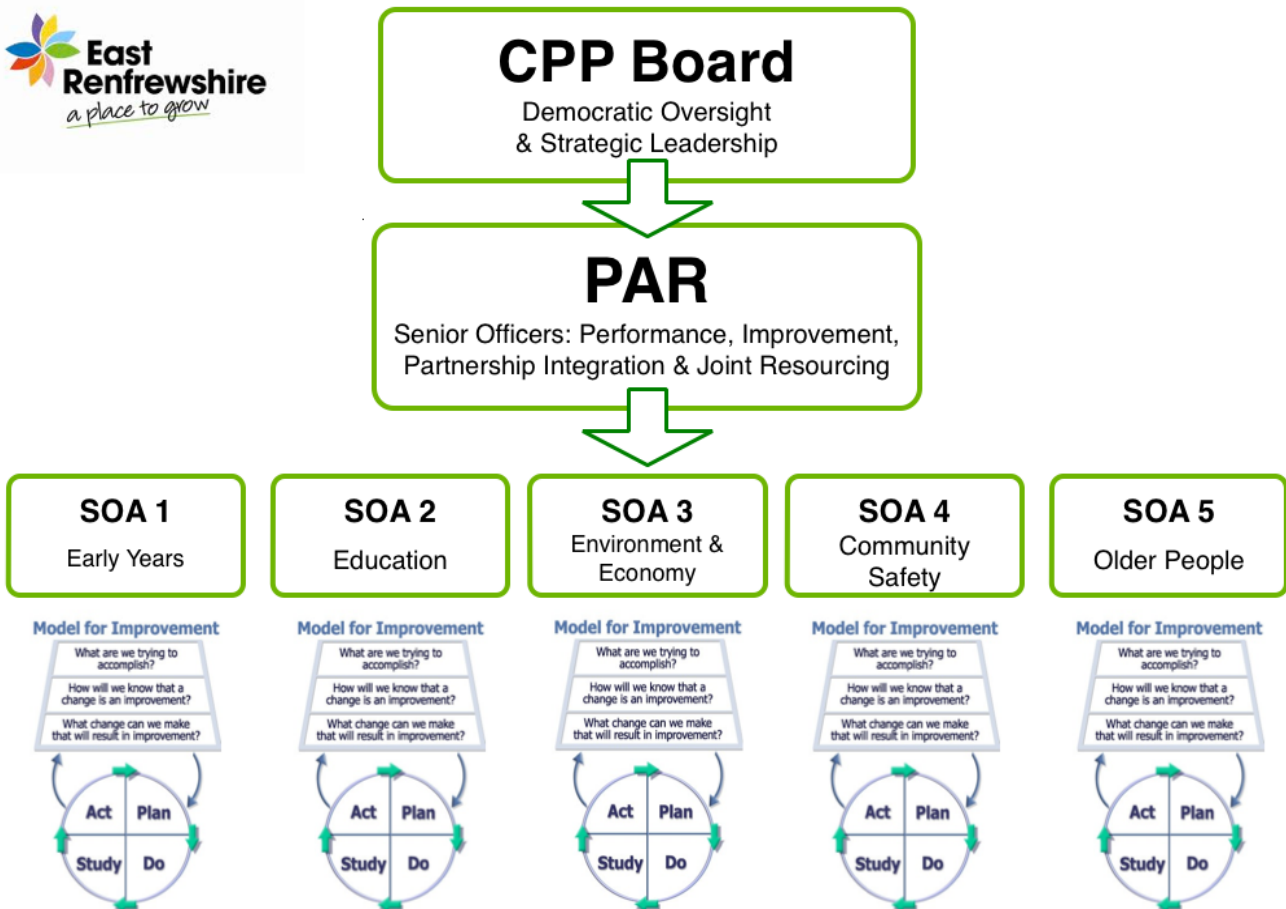 East
Renfrewshire
a place to grow
CPP Board
Democratic Oversight
& Strategic Leadership
PAR
Senior Officers: Performance, Improvement,
Partnership Integration & Joint Resourcing
SOA 1
Early Years
SOA 2
Education
SOA 3
Environment &
Economy
SOA 4
Community
Safety
SOA 5
Older People
Model for Improvement
What are we trying to
accomplish?
How will we know that a
change is an improvement?
What change can we make
that will result in improvement?
Act
Plan
Study
Do
Model for Improvement
What are we trying to
accomplish?
How will we know that a
change is an improvement?
What change can we make
that will result in improvement?
Act
Plan
Study
Do
Model for Improvement
What are we trying to
accomplish?
How will we know that a
change is an improvement?
What change can we make
that will result in improvement?
Act
Plan
Study
Do
Model for Improvement
What are we trying to
accomplish?
How will we know that a
change is an improvement?
What change can we make
that will result in improvement?
Act
Plan
Study
Do
Model for Improvement
What are we trying to
accomplish?
How will we know that a
change is an improvement?
What change can we make
that will result in improvement?
Act
Plan
Study
Do